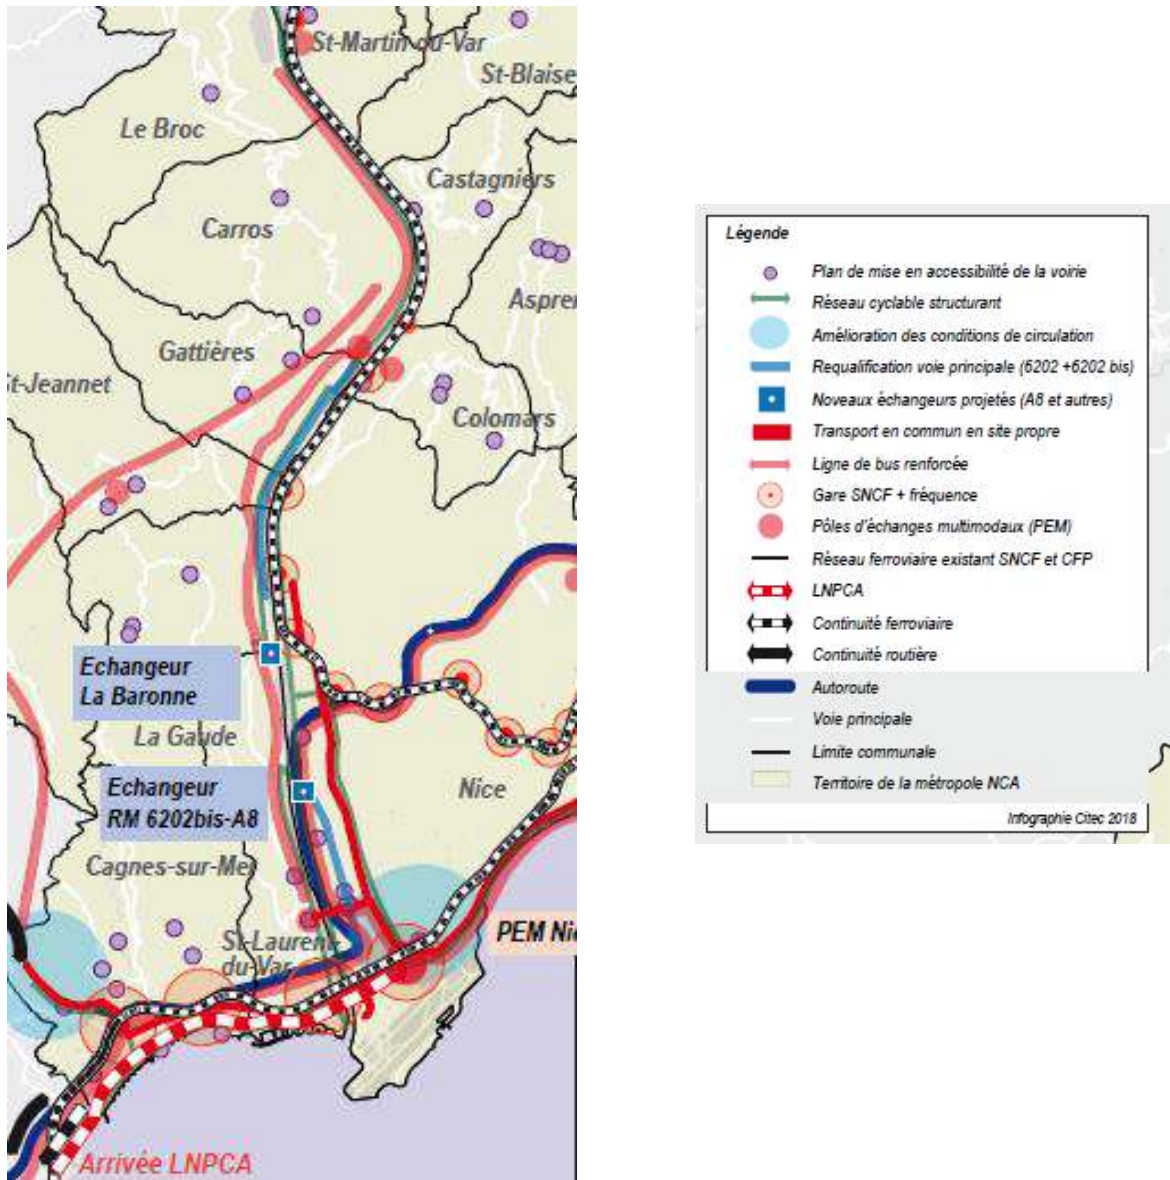 St-Martin-du-Var
St-Blaise
Le Broc
Castagniers
Carros
Aspre
Gattières
t-Jeannet
Colomars
Echangeur
La Baronne
La Gaude
Echangeur
RM 6202bis-A8
Nice
Cagnes-sur-Me
St-Laurent-
du-Var
PEM Ni
Arrivée LNPCA
Légende
Plan de mise en accessibilité de la voirie
Réseau cyclable structurant
Amélioration des conditions de circulation
Requalification voie principale (6202 +6202 bis)
Noveaux échangeurs projetés (A8 et autres)
Transport en commun en site propre
Ligne de bus renforcée
Gare SNCF + fréquence
Pôles d'échanges multimodaux (PEM)
Réseau ferroviaire existant SNCF et CFP
LNPCA
Continuité ferroviaire
Continuité routière
Autoroute
Voie principale
Limite communale
Territoire de la métropole NCA
Infographie Citec 2018